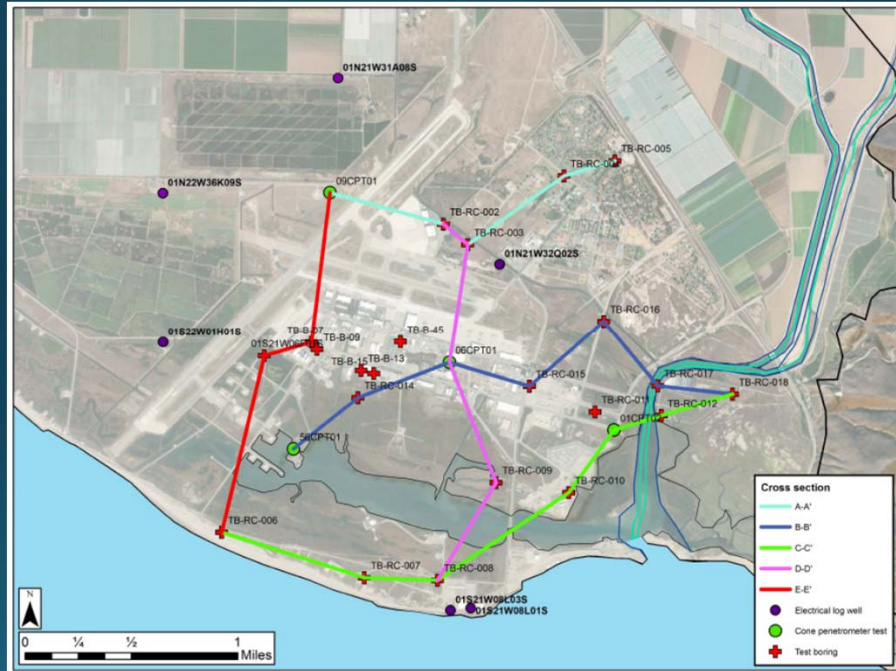 01N21W31A08S
01N22W36K09S
09CPT01
TB-RC-005
TB-RC-002
TB-RC-003
01N21W32Q02S
TB-RC-016
01S22W01H01S
TB-B-07
TB-B-09
TB-B-45
TB-B-15
TB-B-13
06CPT01
TB-RC-014
TB-RC-015
TB-RC-017
TB-RC-018
TB-RC-011
TB-RC-012
TB-RC-009
TB-RC-010
TB-RC-006
TB-RC-007
TB-RC-008
01S21W08L03S
01S21W08L01S
Cross section
A-A'
B-B'
C-C'
D-D'
E-E'
Electrical log well
Cone penetrometer test
Test boring
N
0 ¼ ½ 1
Miles